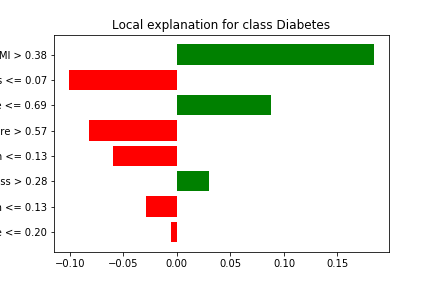 Local explanation for class Diabetes
MI > 0.38
s <= 0.07
e <= 0.69
re > 0.57
n <= 0.13
ss > 0.28
n <= 0.13
e <= 0.20
−0.10 −0.05 0.00 0.05 0.10 0.15